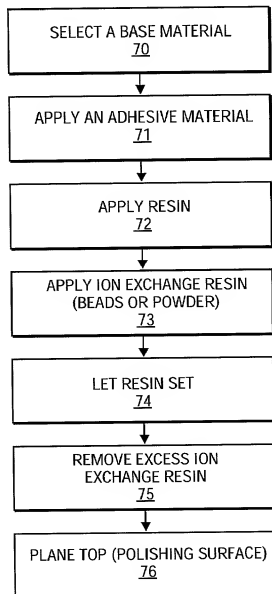 SELECT A BASE MATERIAL
70
APPLY AN ADHESIVE MATERIAL
71
APPLY RESIN
72
APPLY ION EXCHANGE RESIN
(BEADS OR POWDER)
73
LET RESIN SET
74
REMOVE EXCESS ION
EXCHANGE RESIN
75
PLANE TOP (POLISHING SURFACE)
76